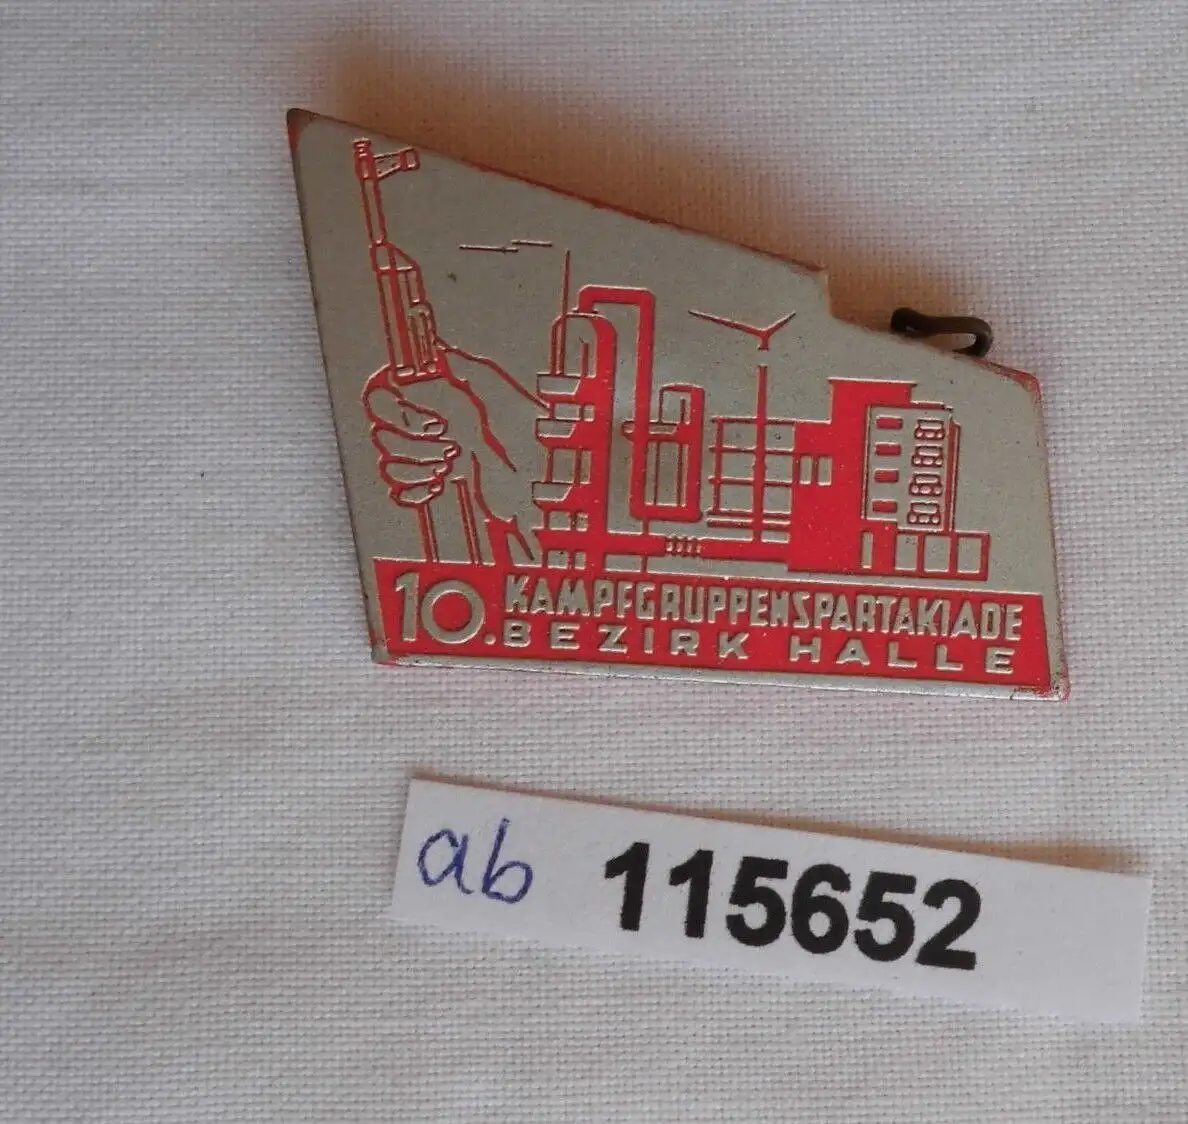 10. KAMPFGRUPPENSPARTAKIADE
BEZIRK HALLE
ab 115652